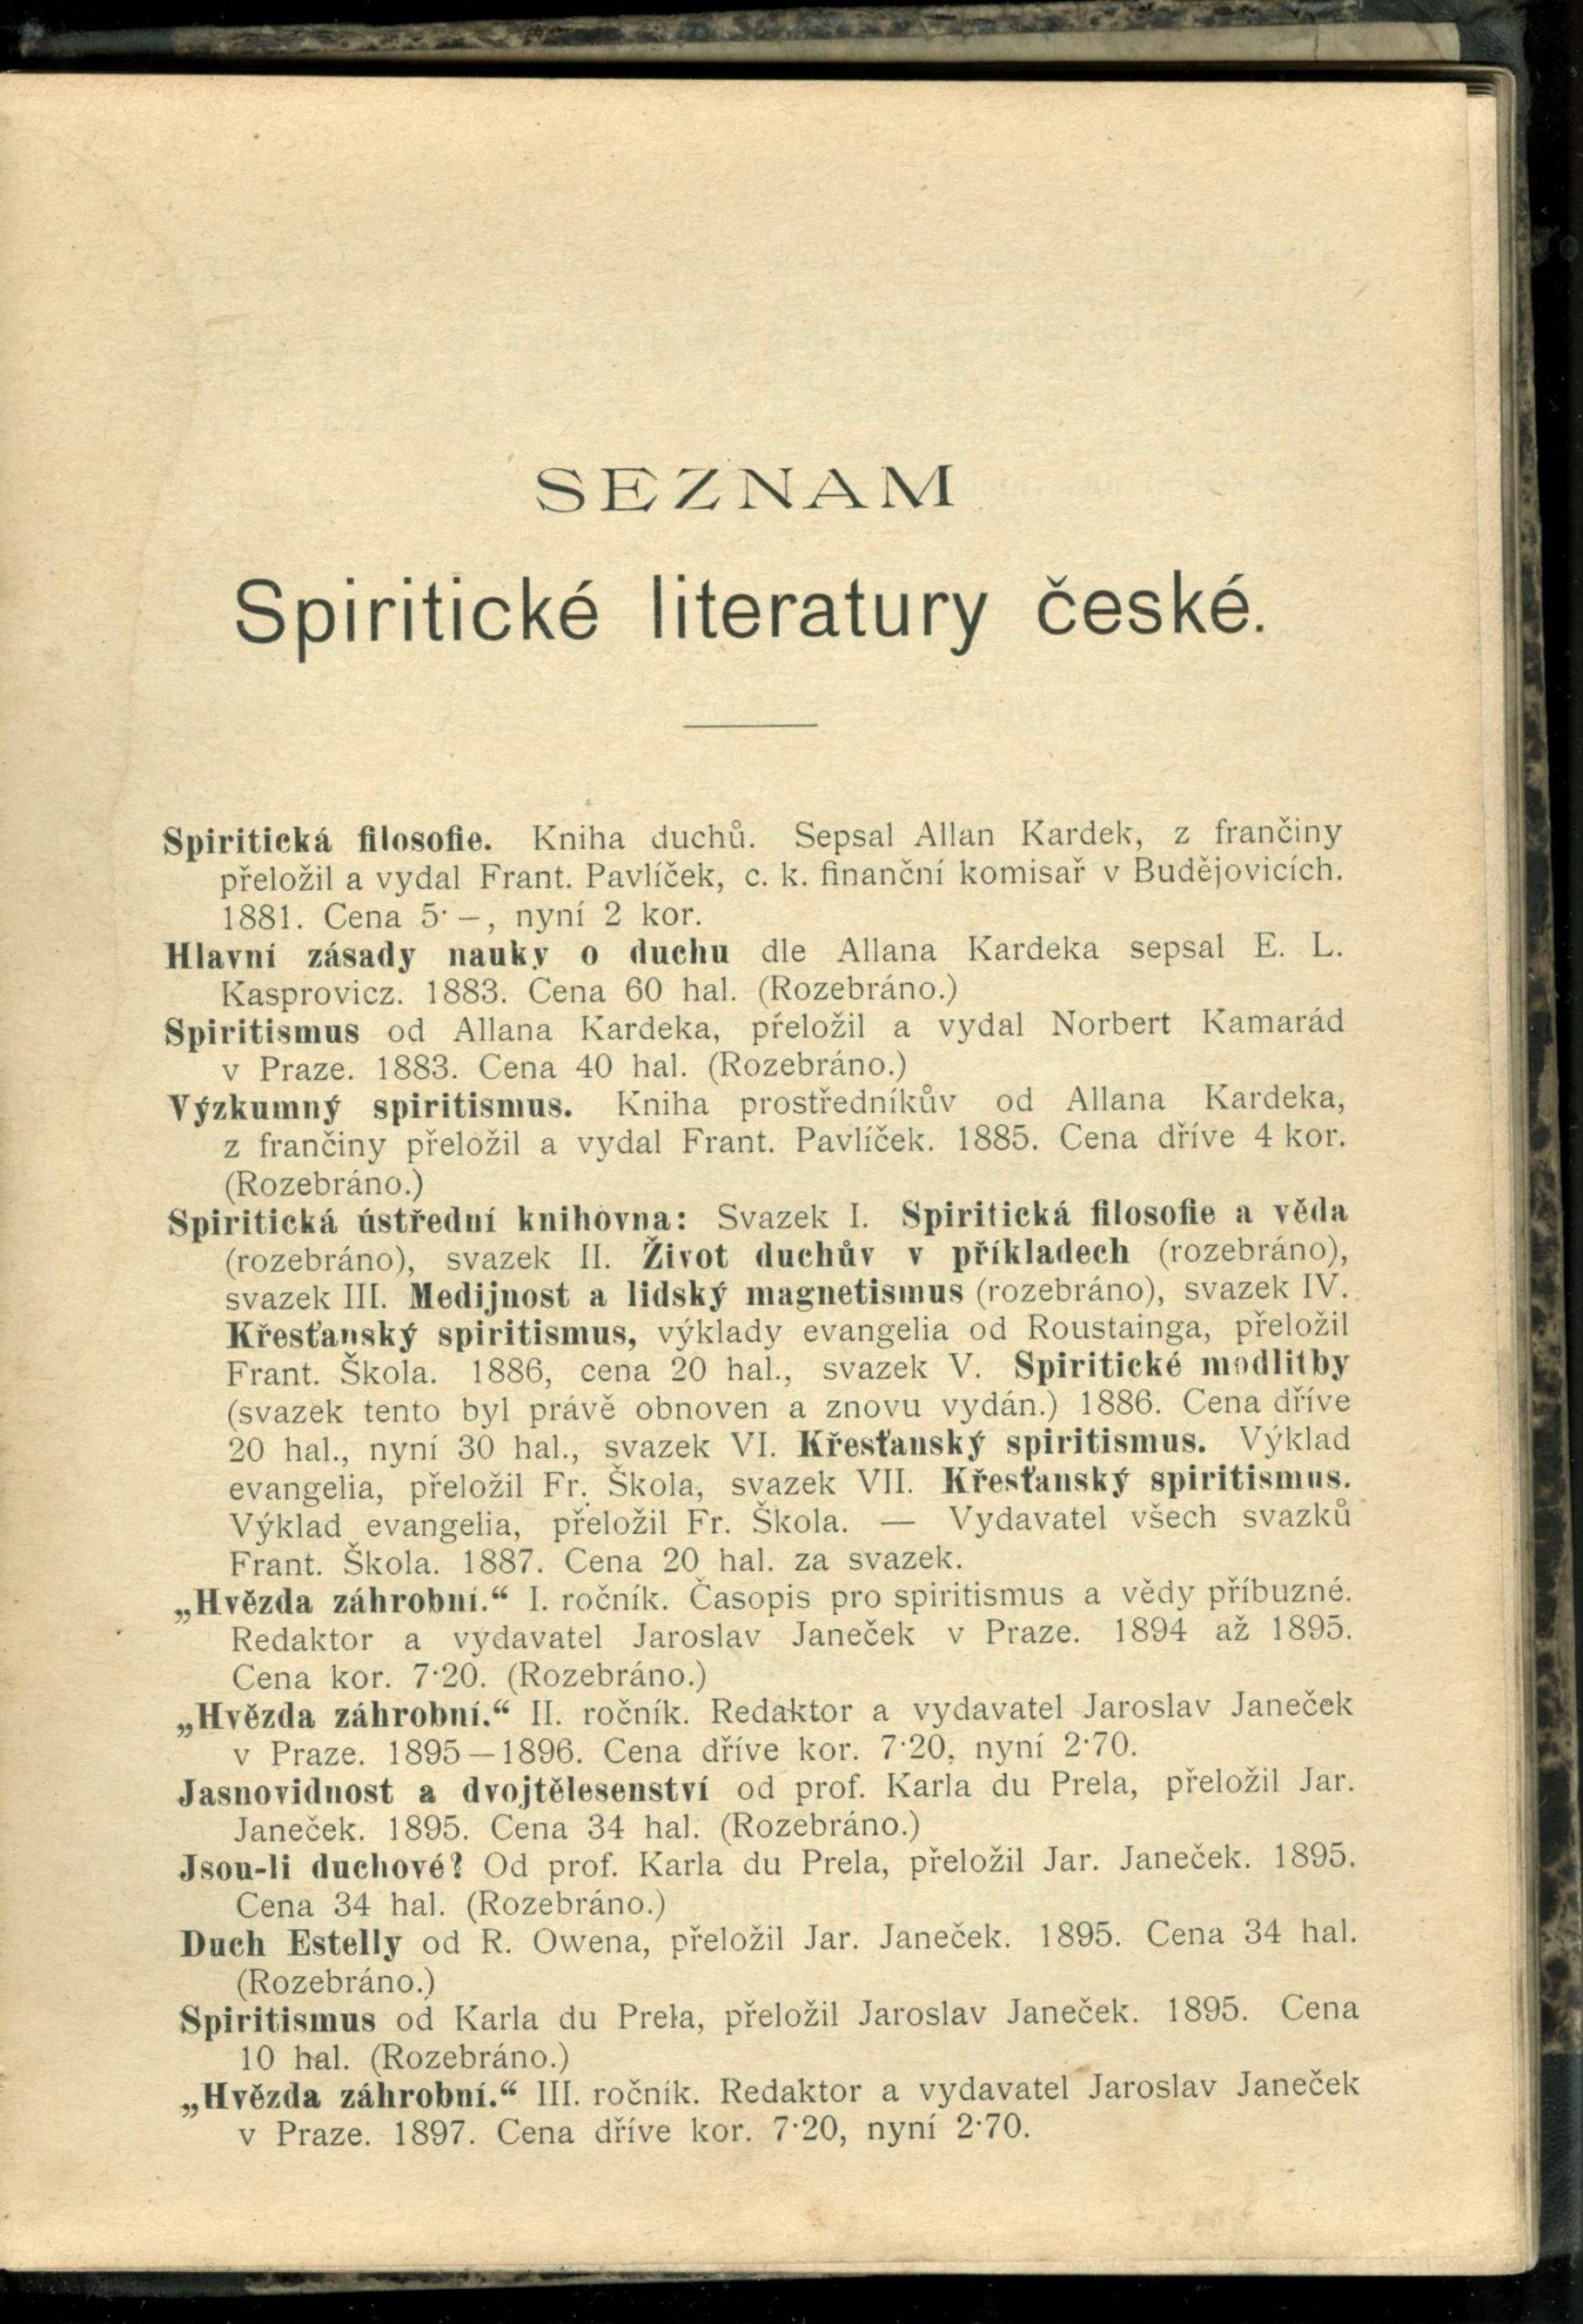 SEZNAM
Spiritické literatury české.
Spiritická filosofie. Kniha duchů. Sepsal Allan Kardek, z frančiny
přeložil a vydal Frant. Pavlíček, c. k. finanční komisař v Budějovicích.
1881. Cena 5·–, nyní 2 kor.
Hlavní zásady nauky o duchu dle Allana Kardeka sepsal E. L.
Kasprovicz. 1883. Cena 60 hal. (Rozebráno.)
Spiritismus od Allana Kardeka, přeložil a vydal Norbert Kamarád
v Praze. 1883. Cena 40 hal. (Rozebráno.)
Výzkumný spiritismus. Kniha prostředníkův od Allana Kardeka,
z frančiny přeložil a vydal Frant. Pavlíček. 1885. Cena dříve 4 kor.
(Rozebráno.)
Spiritická ústřední knihovna: Svazek I. Spiritická filosofie a věda
(rozebráno), svazek II. Život duchův v příkladech (rozebráno),
svazek III. Medijnost a lidský magnetismus (rozebráno), svazek IV.
Křesťanský spiritismus, výklady evangelia od Roustainga, přeložil
Frant. Škola. 1886, cena 20 hal., svazek V. Spiritické modlitby
(svazek tento byl právě obnoven a znovu vydán.) 1886. Cena dříve
20 hal., nyní 30 hal., svazek VI. Křesťanský spiritismus. Výklad
evangelia, přeložil Fr. Škola, svazek VII. Křesťanský spiritismus.
Výklad evangelia, přeložil Fr. Škola. — Vydavatel všech svazků
Frant. Škola. 1887. Cena 20 hal. za svazek.
„Hvězda záhrobní.“ I. ročník. Časopis pro spiritismus a vědy příbuzné.
Redaktor a vydavatel Jaroslav Janeček v Praze. 1894 až 1895.
Cena kor. 7·20. (Rozebráno.)
„Hvězda záhrobní.“ II. ročník. Redaktor a vydavatel Jaroslav Janeček
v Praze. 1895–1896. Cena dříve kor. 7·20, nyní 2·70.
Jasnovidnost a dvojtělesenství od prof. Karla du Prela, přeložil Jar.
Janeček. 1895. Cena 34 hal. (Rozebráno.)
Jsou-li duchové? Od prof. Karla du Prela, přeložil Jar. Janeček. 1895.
Cena 34 hal. (Rozebráno.)
Duch Estelly od R. Owena, přeložil Jar. Janeček. 1895. Cena 34 hal.
(Rozebráno.)
Spiritismus od Karla du Prela, přeložil Jaroslav Janeček. 1895. Cena
10 hal. (Rozebráno.)
„Hvězda záhrobní.“ III. ročník. Redaktor a vydavatel Jaroslav Janeček
v Praze. 1897. Cena dříve kor. 7·20, nyní 2·70.